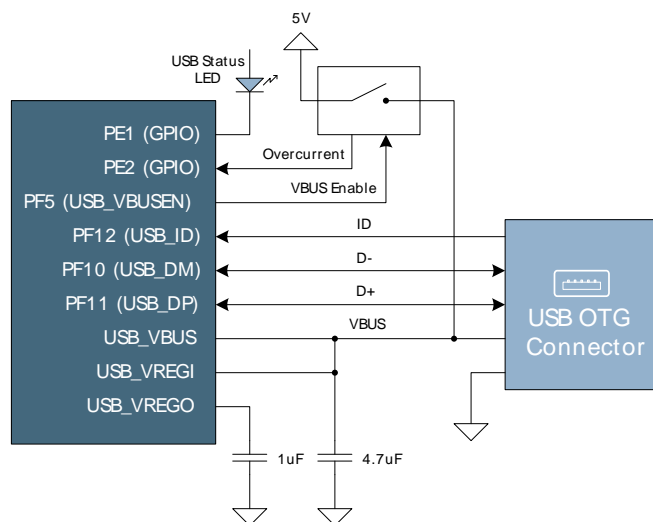 5V
USB Status
LED
PE1 (GPIO)
Overcurrent
PE2 (GPIO)
VBUS Enable
PF5 (USB_VBUSEN)
PF12 (USB_ID)
ID
PF10 (USB_DM)
D-
PF11 (USB_DP)
D+
USB_VBUS
VBUS
USB OTG
Connector
USB_VREGI
USB_VREGO
1uF
4.7uF